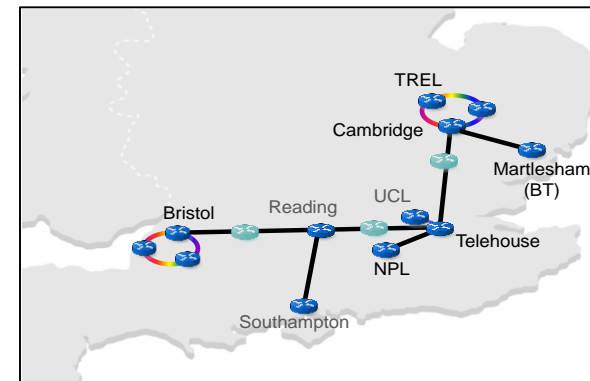 TREL
Cambridge
Martlesham
(BT)
UCL
Reading
Bristol
Telehouse
NPL
Southampton